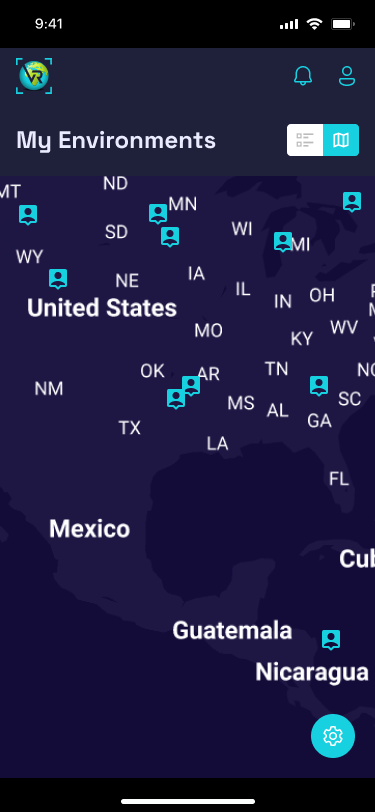 9:41
VR
My Environments
MT
ND
MN
SD
WI
MI
WY
NE
IA
IL
IN
OH
United States
MO
KY
WV
OK
AR
TN
NC
NM
MS
AL
SC
TX
GA
LA
FL
Mexico
Cub
Guatemala
Nicaragua